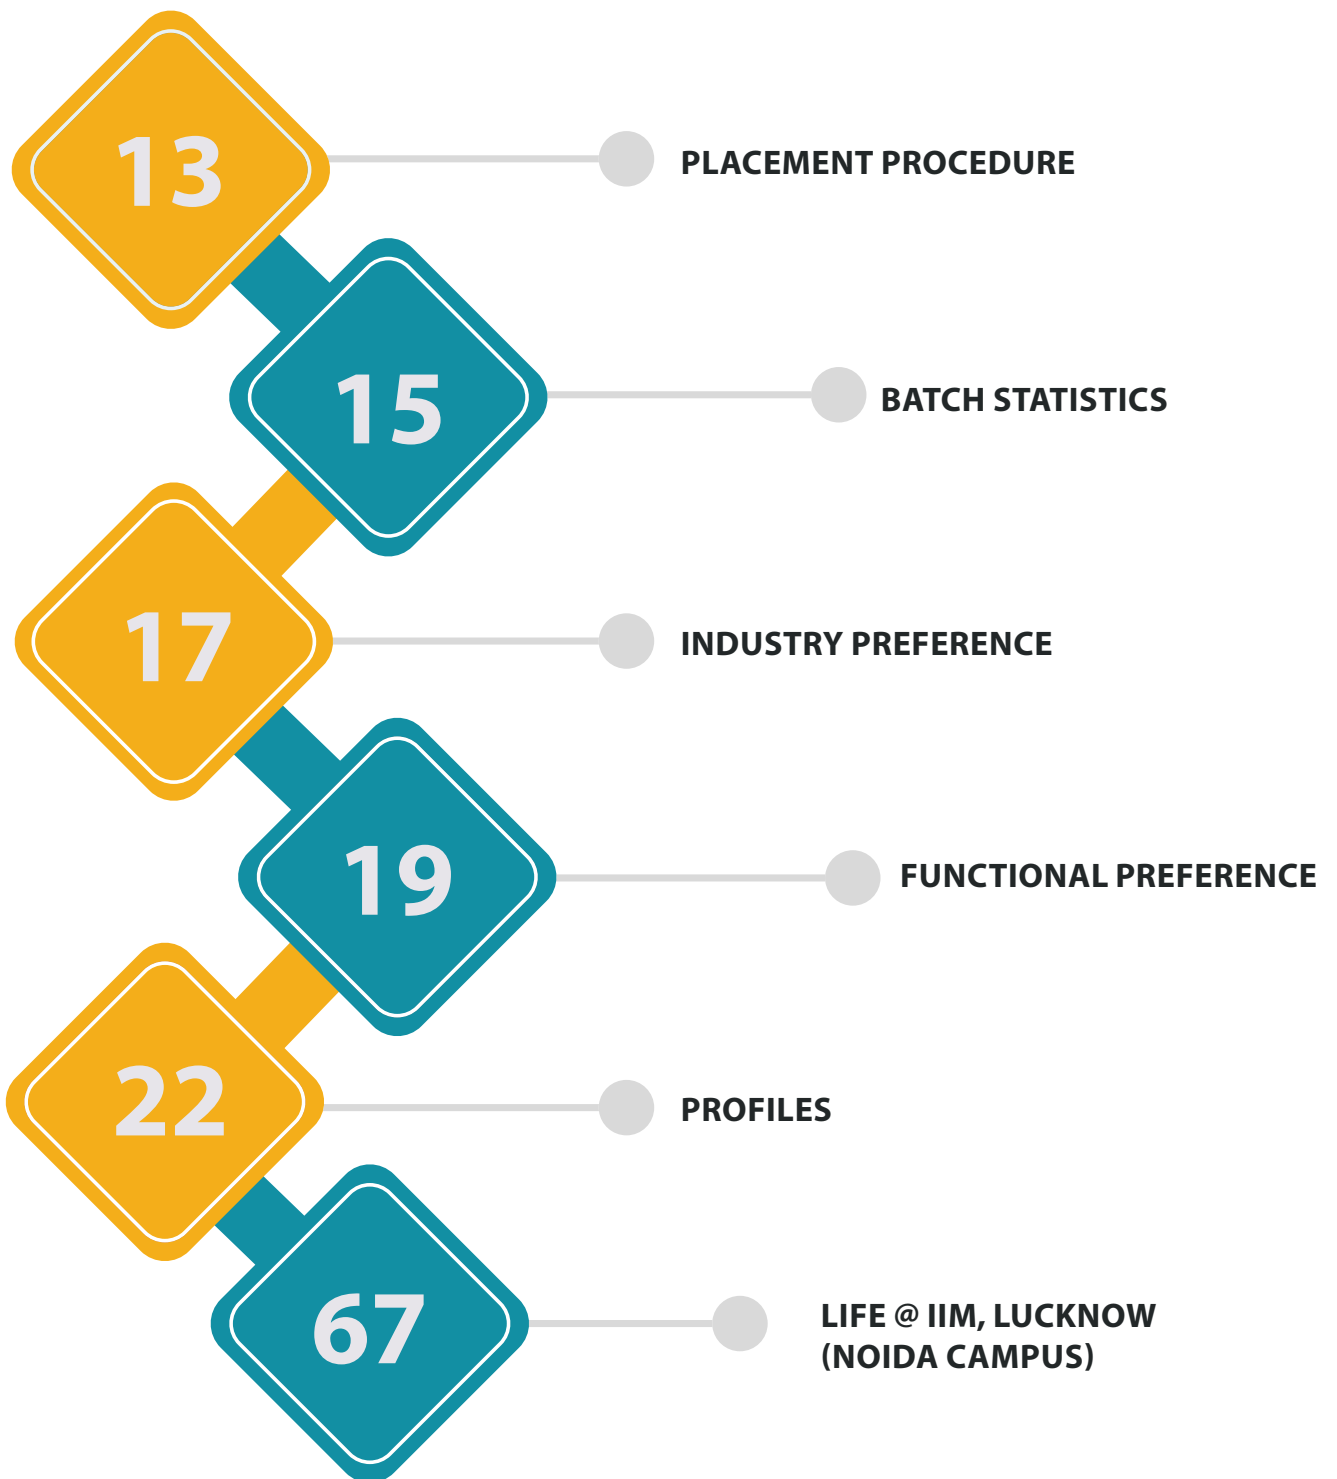 13
PLACEMENT PROCEDURE
15
BATCH STATISTICS
17
INDUSTRY PREFERENCE
19
FUNCTIONAL PREFERENCE
22
PROFILES
67
LIFE @ IIM, LUCKNOW
(NOIDA CAMPUS)